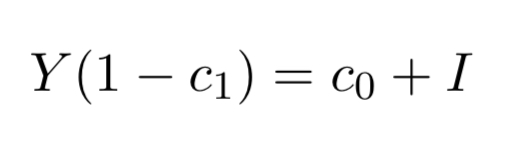 Y(1 − c₁) = c₀ + I